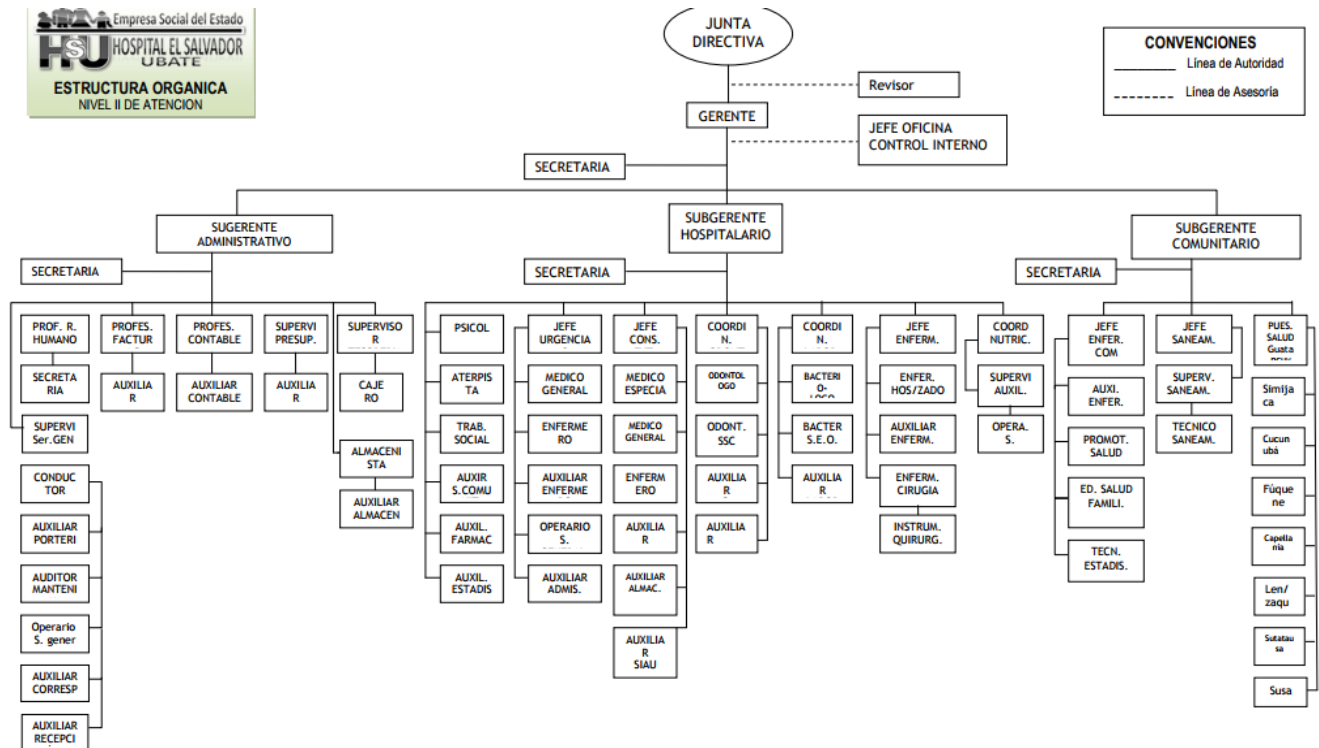 Empresa Social del Estado
HSU HOSPITAL EL SALVADOR
UBATE
ESTRUCTURA ORGANICA
NIVEL II DE ATENCION
JUNTA
DIRECTIVA
CONVENCIONES
Línea de Autoridad
Línea de Asesoría
Revisor
GERENTE
JEFE OFICINA
CONTROL INTERNO
SECRETARIA
SUGERENTE
ADMINISTRATIVO
SUBGERENTE
HOSPITALARIO
SUBGERENTE
COMUNITARIO
SECRETARIA
SECRETARIA
SECRETARIA
PROF. R.
HUMANO
SECRETA
RIA
SUPERVI
Ser.GEN
CONDUC
TOR
AUXILIAR
PORTERI
AUDITOR
MANTENI
Operario
S. gener
AUXILIAR
CORRESP
AUXILIAR
RECEPCI
PROFES.
FACTUR
AUXILIA
R
PROFES.
CONTABLE
AUXILIAR
CONTABLE
SUPERVI
PRESUP.
AUXILIA
R
SUPERVISO
R
CAJE
RO
ALMACENI
STA
AUXILIAR
ALMACEN
PSICOL
ATERPIS
TA
TRAB.
SOCIAL
AUXIR
S.COMU
AUXIL.
FARMAC
AUXIL.
ESTADIS
JEFE
URGENCIA
MEDICO
GENERAL
ENFERME
RO
AUXILIAR
ENFERME
OPERARIO
S.
AUXILIAR
ADMIS.
JEFE
CONS.
MEDICO
ESPECIA
MEDICO
GENERAL
ENFERM
ERO
AUXILIA
R
AUXILIAR
ALMAC.
AUXILIA
R
SIAU
COORDI
N.
ODONTOL
OGO
ODONT.
SSC
AUXILIA
R
AUXILIA
R
COORDI
N.
BACTERI
O-
BACTER
S.E.O.
AUXILIA
R
JEFE
ENFERM.
ENFER.
HOS/ZADO
AUXILIAR
ENFERM.
ENFERM.
CIRUGIA
INSTRUM.
QUIRURG.
COORD
NUTRIC.
SUPERVI
AUXIL.
OPERA.
S.
JEFE
ENFER.
COM
AUXI.
ENFER.
PROMOT.
SALUD
ED. SALUD
FAMILI.
TECN.
ESTADIS.
JEFE
SANEAM.
SUPERV.
SANEAM.
TECNICO
SANEAM.
PUES.
SALUD
Guata
Simija
ca
Cucun
ubá
Fúque
ne
Capella
nia
Len/
zaqu
Sutatau
sa
Susa